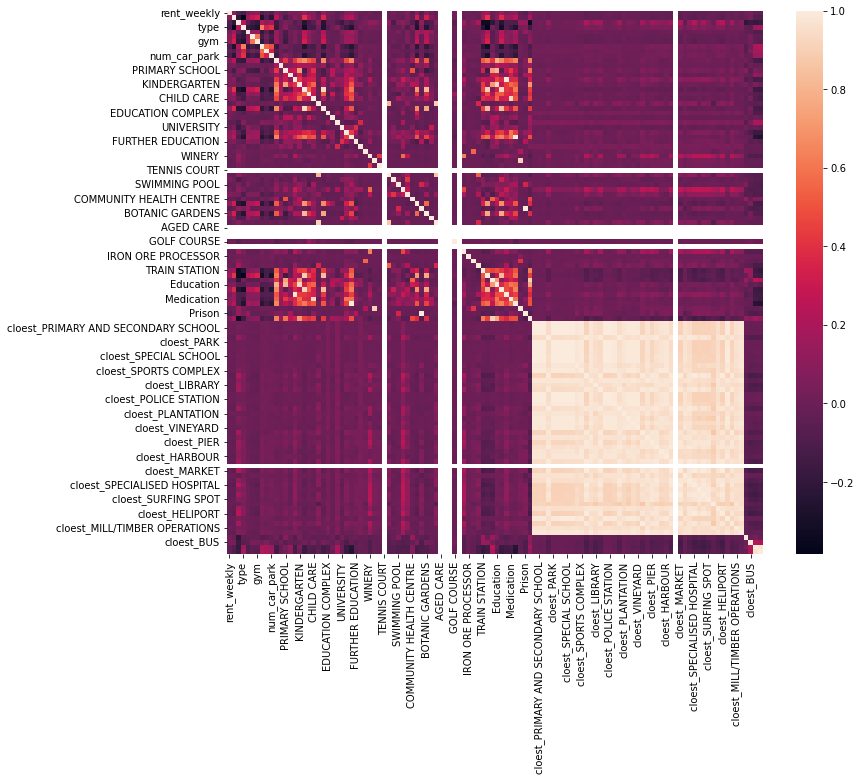 rent_weekly
type
gym
num_car_park
PRIMARY SCHOOL
KINDERGARTEN
CHILD CARE
EDUCATION COMPLEX
UNIVERSITY
FURTHER EDUCATION
WINERY
TENNIS COURT
SWIMMING POOL
COMMUNITY HEALTH CENTRE
BOTANIC GARDENS
AGED CARE
GOLF COURSE
IRON ORE PROCESSOR
TRAIN STATION
Education
Medication
Prison
cloest_PRIMARY AND SECONDARY SCHOOL
cloest_PARK
cloest_SPECIAL SCHOOL
cloest_SPORTS COMPLEX
cloest_LIBRARY
cloest_POLICE STATION
cloest_PLANTATION
cloest_VINEYARD
cloest_PIER
cloest_HARBOUR
cloest_MARKET
cloest_SPECIALISED HOSPITAL
cloest_SURFING SPOT
cloest_HELIPORT
cloest_MILL/TIMBER OPERATIONS
cloest_BUS
rent_weekly
type
gym
num_car_park
PRIMARY SCHOOL
KINDERGARTEN
CHILD CARE
EDUCATION COMPLEX
UNIVERSITY
FURTHER EDUCATION
WINERY
TENNIS COURT
SWIMMING POOL
COMMUNITY HEALTH CENTRE
BOTANIC GARDENS
AGED CARE
GOLF COURSE
IRON ORE PROCESSOR
TRAIN STATION
Education
Medication
Prison
cloest_PRIMARY AND SECONDARY SCHOOL
cloest_PARK
cloest_SPECIAL SCHOOL
cloest_SPORTS COMPLEX
cloest_LIBRARY
cloest_POLICE STATION
cloest_PLANTATION
cloest_VINEYARD
cloest_PIER
cloest_HARBOUR
cloest_MARKET
cloest_SPECIALISED HOSPITAL
cloest_SURFING SPOT
cloest_HELIPORT
cloest_MILL/TIMBER OPERATIONS
cloest_BUS
1.0
0.8
0.6
0.4
0.2
0.0
−0.2